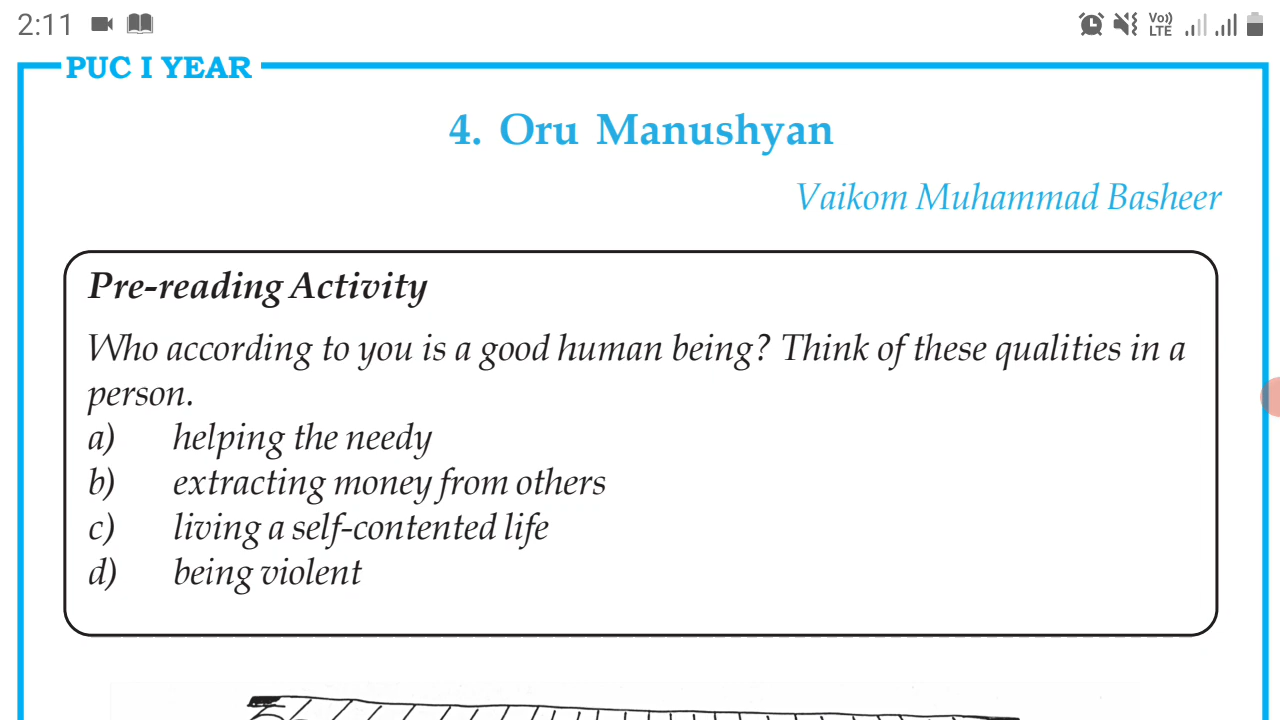 2:11 Vo)) LTE
PUC I YEAR
4. Oru Manushyan
Vaikom Muhammad Basheer
Pre-reading Activity
Who according to you is a good human being? Think of these qualities in a
person.
a) helping the needy
b) extracting money from others
c) living a self-contented life
d) being violent